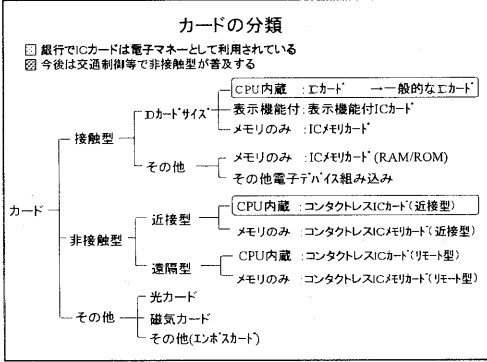 カードの分類
銀行でICカードは電子マネーとして利用されている
今後は交通制御等で非接触型が普及する
CPU内蔵 :ICカード →一般的なICカード
IDカードサイズ
表示機能付:表示機能付ICカード
接触型
メモリのみ :ICメモリカード
メモリのみ :ICメモリカード(RAM/ROM)
その他
その他電子デバイス組み込み
カード
CPU内蔵 :コンタクトレスICカード(近接型)
近接型
メモリのみ :コンタクトレスICメモリカード(近接型)
非接触型
CPU内蔵 :コンタクトレスICカード(リモート型)
遠隔型
メモリのみ :コンタクトレスICメモリカード(リモート型)
光カード
その他
磁気カード
その他(エンボスカード)